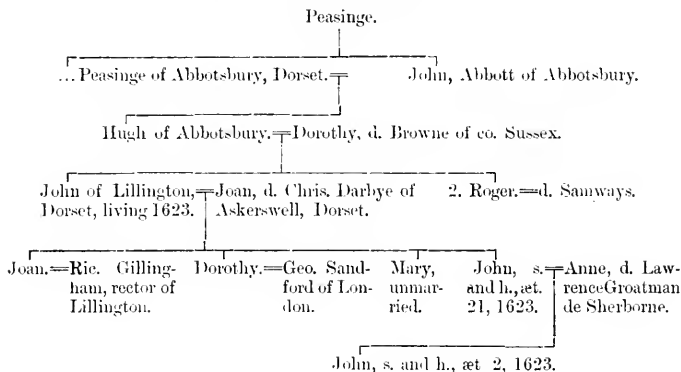 Peasinge.
...Peasinge of Abbotsbury, Dorset.
John, Abbott of Abbotsbury.
Hugh of Abbotsbury.=Dorothy, d. Browne of co. Sussex.
John of Lillington,=Joan, d. Chris. Darbye of
Dorset, living 1623. Askerswell, Dorset.
2. Roger.=d. Samways.
Joan.=Ric. Gilling-
ham, rector of
Lillington.
Dorothy.=Geo. Sand-
ford of Lon-
don.
Mary,
unmar-
ried.
John, s.=Anne, d. Law-
and h., æt. renceGroatman
21, 1623. de Sherborne.
John, s. and h., æt 2, 1623.